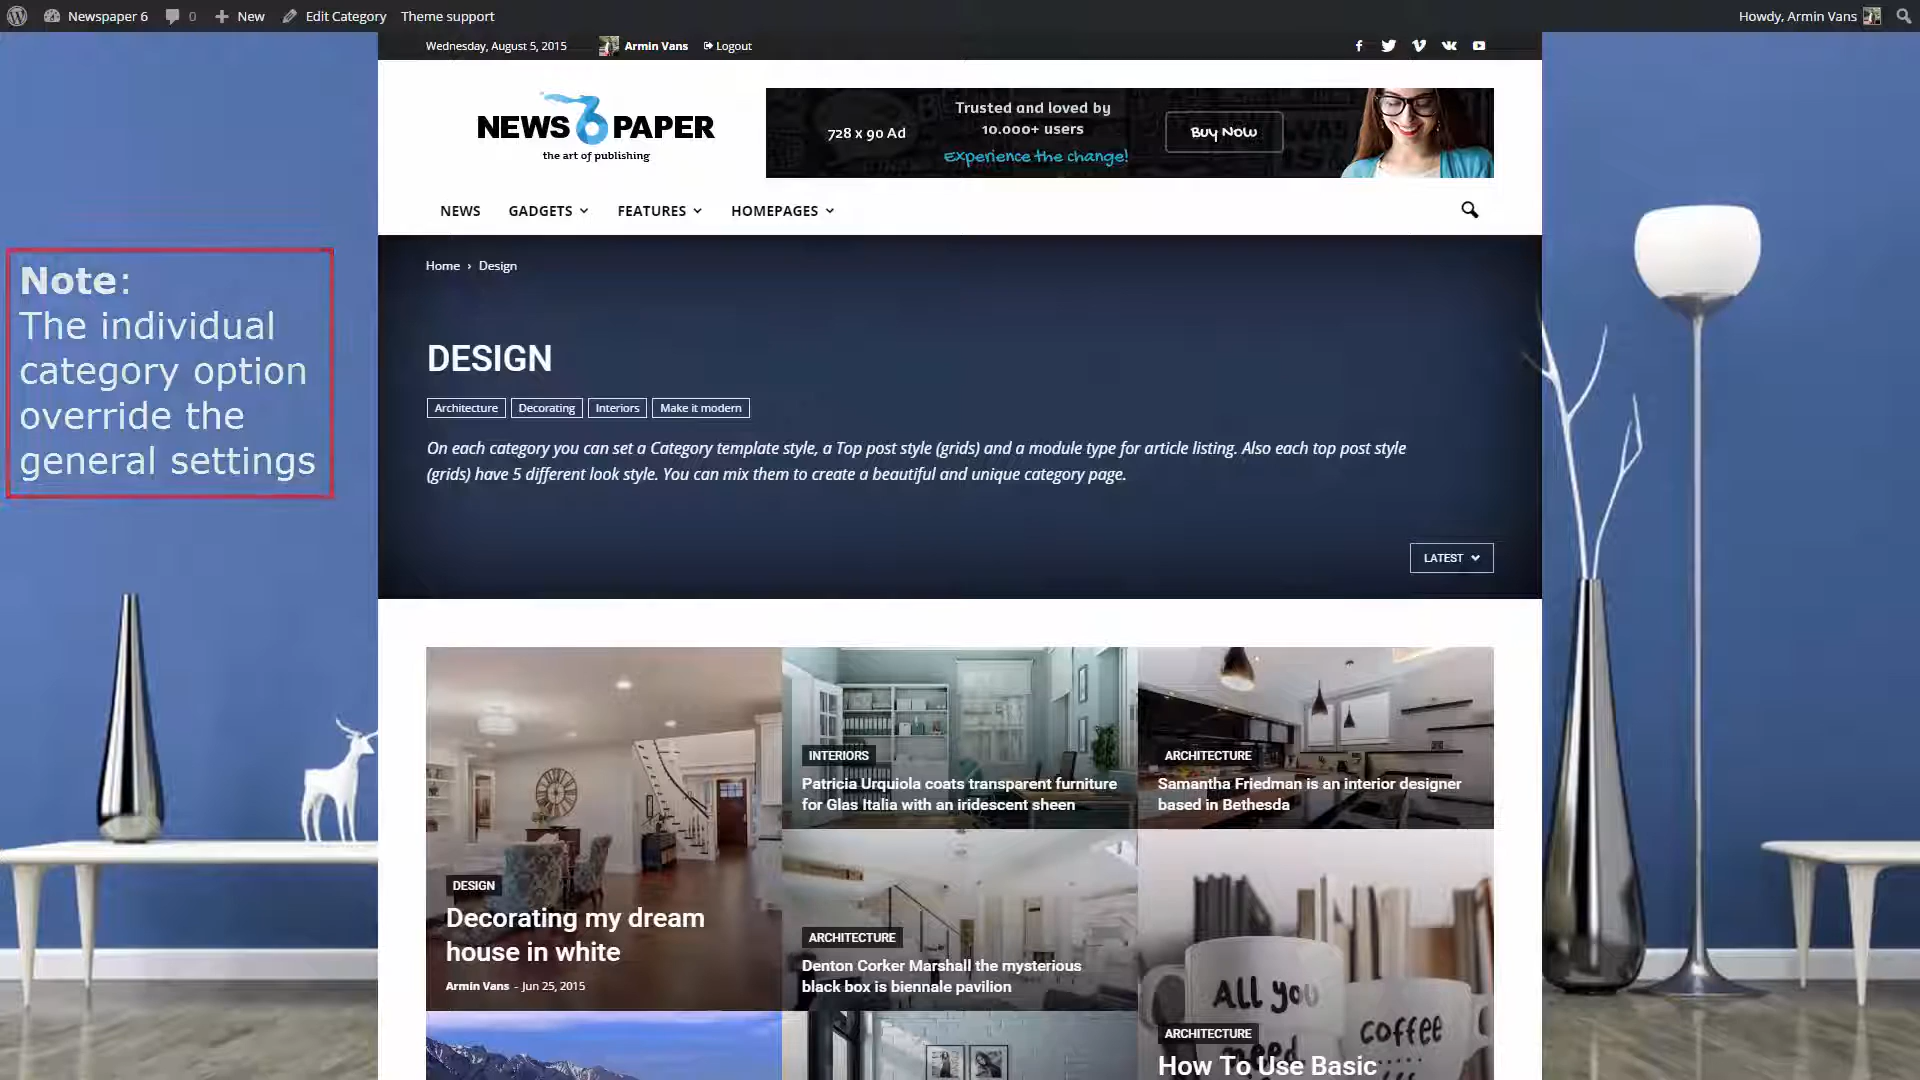 Newspaper 6
0
New
Edit Category
Theme support
Howdy, Armin Vans
Wednesday, August 5, 2015
Armin Vans
Logout
NEWS 6 PAPER
the art of publishing
728 x 90 Ad
Trusted and loved by
10.000+ users
Experience the change!
Buy Now
NEWS
GADGETS
FEATURES
HOMEPAGES
Note:
The individual
category option
override the
general settings
Home › Design
DESIGN
Architecture
Decorating
Interiors
Make it modern
On each category you can set a Category template style, a Top post style (grids) and a module type for article listing. Also each top post style
(grids) have 5 different look style. You can mix them to create a beautiful and unique category page.
LATEST
DESIGN
Decorating my dream
house in white
Armin Vans - Jun 25, 2015
INTERIORS
Patricia Urquiola coats transparent furniture
for Glas Italia with an iridescent sheen
ARCHITECTURE
Samantha Friedman is an interior designer
based in Bethesda
ARCHITECTURE
Denton Corker Marshall the mysterious
black box is biennale pavilion
All you
need
coffee
ARCHITECTURE
How To Use Basic